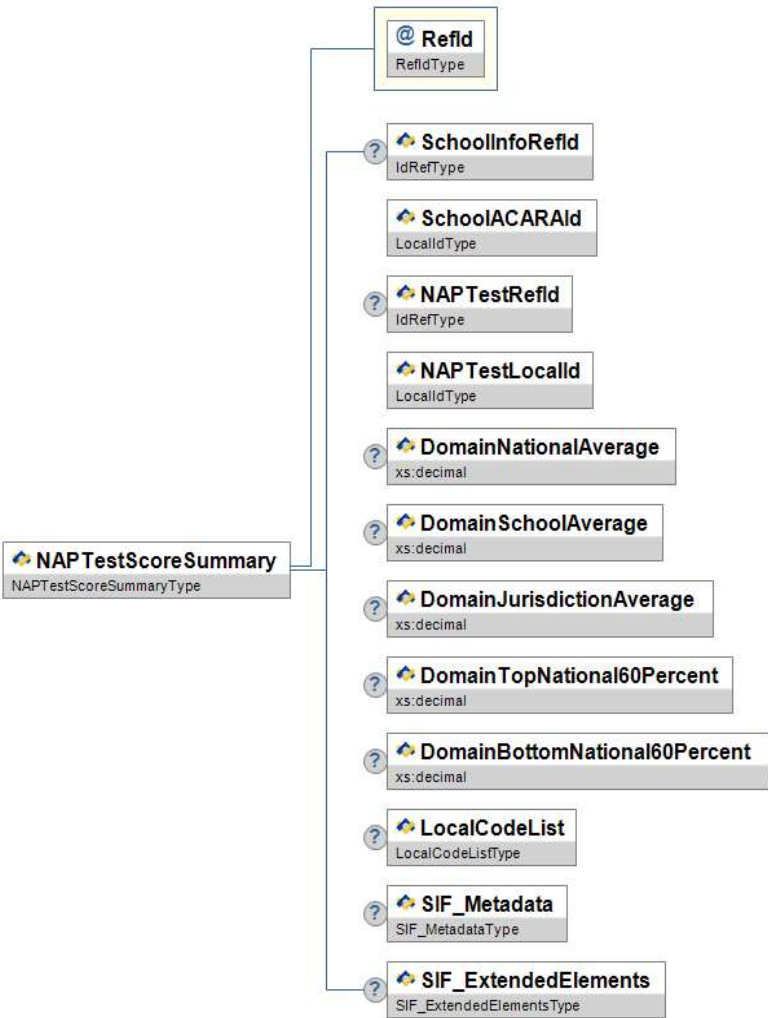 @ RefId
RefIdType
? SchoolInfoRefId
IdRefType
SchoolACARAId
LocalIdType
? NAPTestRefId
IdRefType
NAPTestLocalId
LocalIdType
? DomainNationalAverage
xs:decimal
? DomainSchoolAverage
xs:decimal
NAPTestScoreSummary
NAPTestScoreSummaryType
? DomainJurisdictionAverage
xs:decimal
? DomainTopNational60Percent
xs:decimal
? DomainBottomNational60Percent
xs:decimal
? LocalCodeList
LocalCodeListType
? SIF_Metadata
SIF_MetadataType
? SIF_ExtendedElements
SIF_ExtendedElementsType